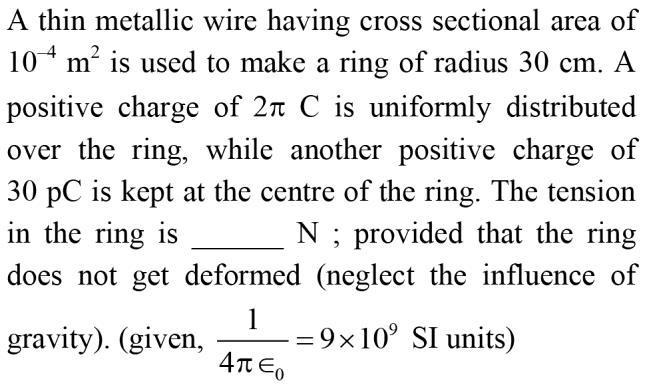 A thin metallic wire having cross sectional area of
10⁻⁴ m² is used to make a ring of radius 30 cm. A
positive charge of 2π C is uniformly distributed
over the ring, while another positive charge of
30 pC is kept at the centre of the ring. The tension
in the ring is ______ N ; provided that the ring
does not get deformed (neglect the influence of
gravity). (given, 1/4π∈₀ = 9×10⁹ SI units)